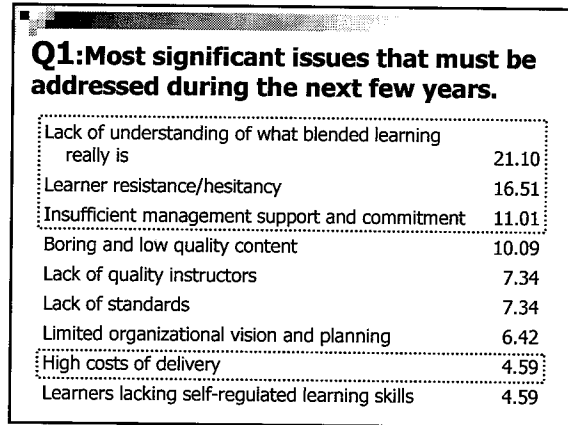 Q1:Most significant issues that must be
addressed during the next few years.
Lack of understanding of what blended learning
really is 21.10
Learner resistance/hesitancy 16.51
Insufficient management support and commitment 11.01
Boring and low quality content 10.09
Lack of quality instructors 7.34
Lack of standards 7.34
Limited organizational vision and planning 6.42
High costs of delivery 4.59
Learners lacking self-regulated learning skills 4.59